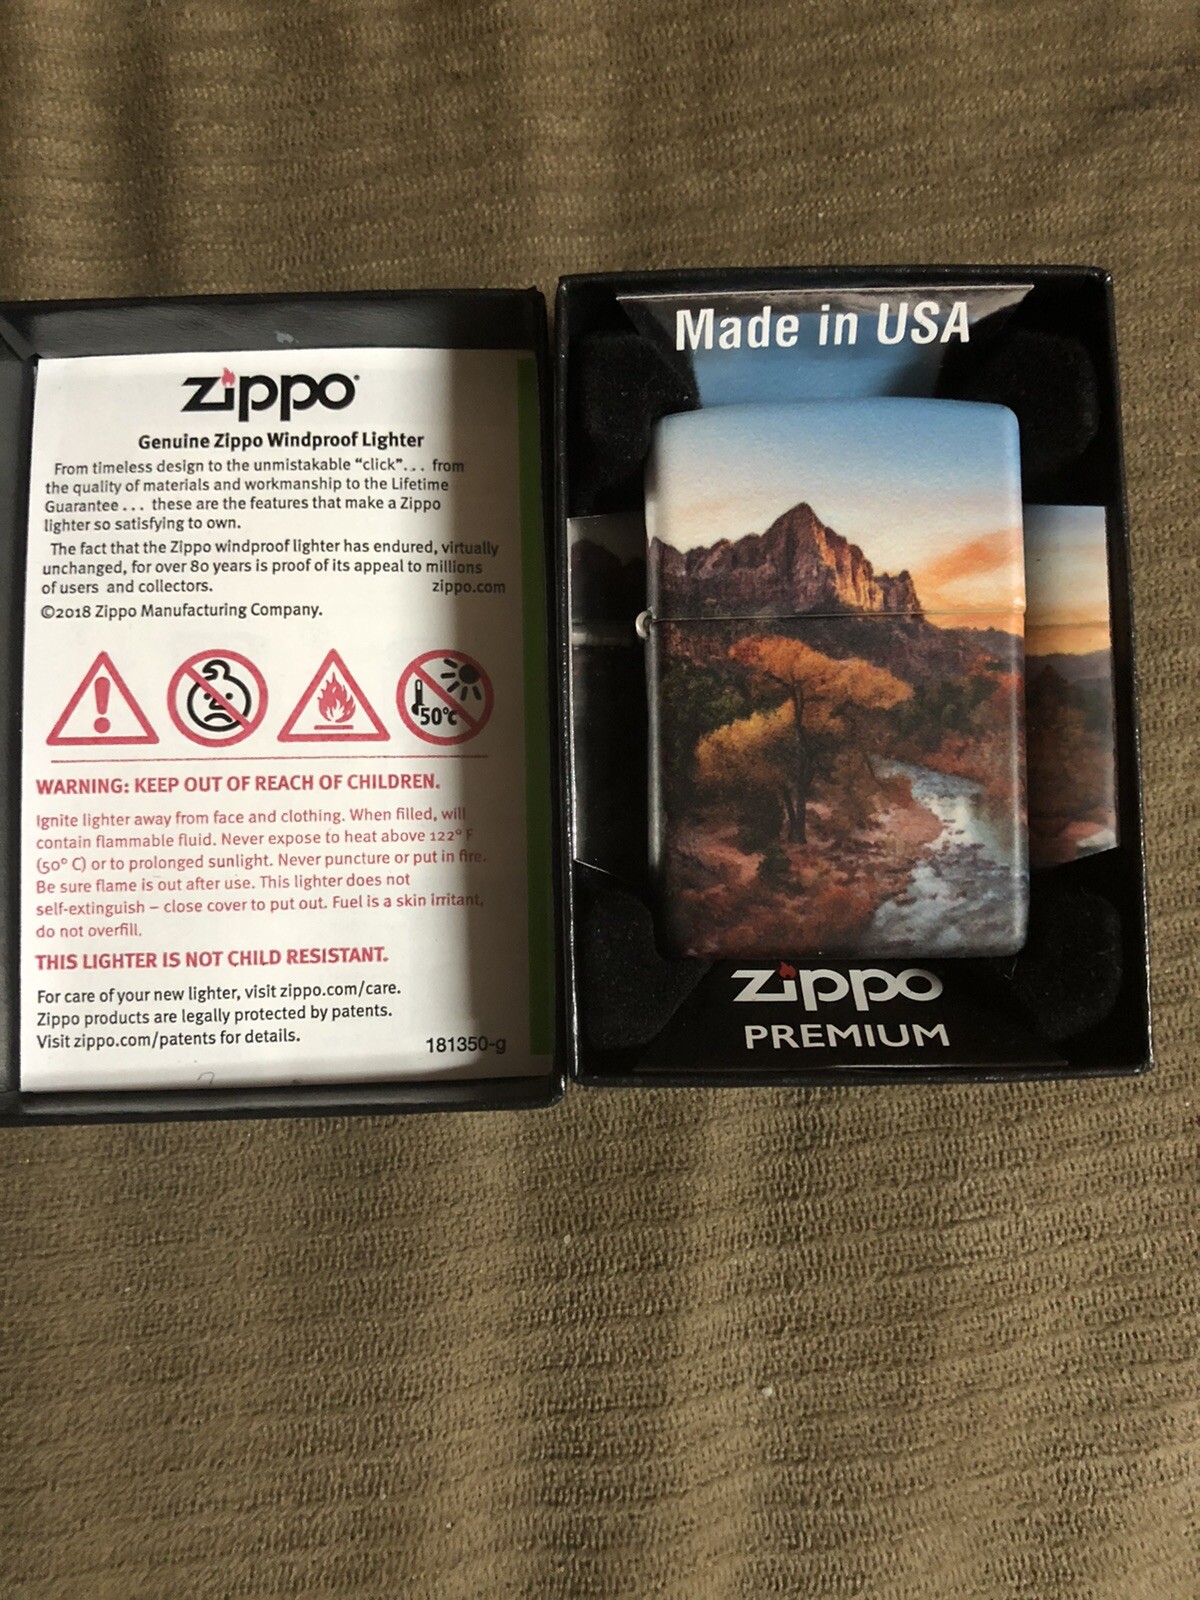 zippo
Genuine Zippo Windproof Lighter
From timeless design to the unmistakable “click”... from
the quality of materials and workmanship to the Lifetime
Guarantee ... these are the features that make a Zippo
lighter so satisfying to own.
The fact that the Zippo windproof lighter has endured, virtually
unchanged, for over 80 years is proof of its appeal to millions
of users and collectors. zippo.com
©2018 Zippo Manufacturing Company.
50°C
WARNING: KEEP OUT OF REACH OF CHILDREN.
Ignite lighter away from face and clothing. When filled, will
contain flammable fluid. Never expose to heat above 122° F
(50° C) or to prolonged sunlight. Never puncture or put in fire.
Be sure flame is out after use. This lighter does not
self-extinguish – close cover to put out. Fuel is a skin irritant,
do not overfill.
THIS LIGHTER IS NOT CHILD RESISTANT.
For care of your new lighter, visit zippo.com/care.
Zippo products are legally protected by patents.
Visit zippo.com/patents for details.
181350-g
Made in USA
zippo
PREMIUM